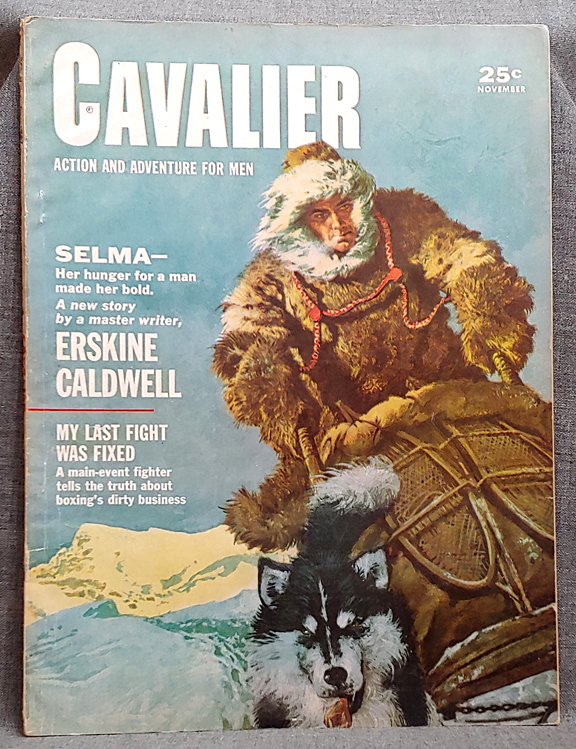 CAVALIER
©
25c
NOVEMBER
ACTION AND ADVENTURE FOR MEN
SELMA—
Her hunger for a man
made her bold.
A new story
by a master writer,
ERSKINE
CALDWELL
MY LAST FIGHT
WAS FIXED
A main-event fighter
tells the truth about
boxing's dirty business